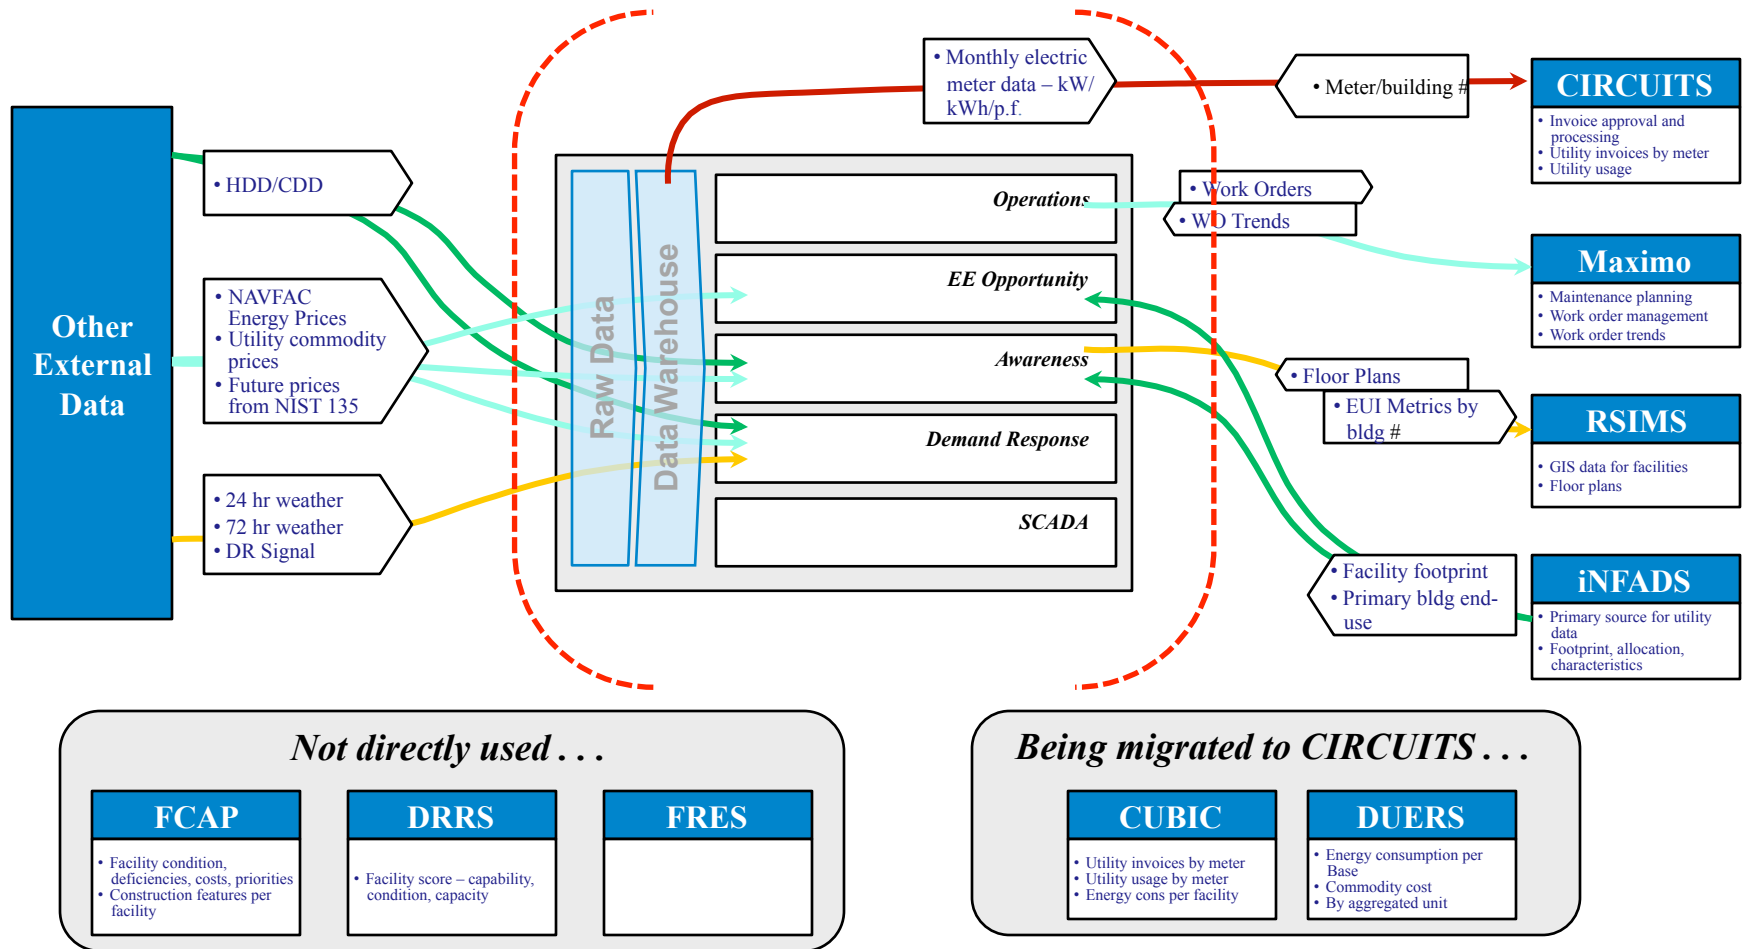 • Monthly electric
meter data – kW/
kWh/p.f.
• Meter/building #
CIRCUITS
• Invoice approval and
processing
• Utility invoices by meter
• Utility usage
Other
External
Data
• HDD/CDD
• NAVFAC
Energy Prices
• Utility commodity
prices
• Future prices
from NIST 135
• 24 hr weather
• 72 hr weather
• DR Signal
Raw Data
Data Warehouse
Operations
EE Opportunity
Awareness
Demand Response
SCADA
• Work Orders
• WO Trends
Maximo
• Maintenance planning
• Work order management
• Work order trends
• Floor Plans
• EUI Metrics by
bldg #
RSIMS
• GIS data for facilities
• Floor plans
• Facility footprint
• Primary bldg end-
use
iNFADS
• Primary source for utility
data
• Footprint, allocation,
characteristics
Not directly used . . .
FCAP
• Facility condition,
deficiencies, costs, priorities
• Construction features per
facility
DRRS
• Facility score – capability,
condition, capacity
FRES
Being migrated to CIRCUITS . . .
CUBIC
• Utility invoices by meter
• Utility usage by meter
• Energy cons per facility
DUERS
• Energy consumption per
Base
• Commodity cost
• By aggregated unit